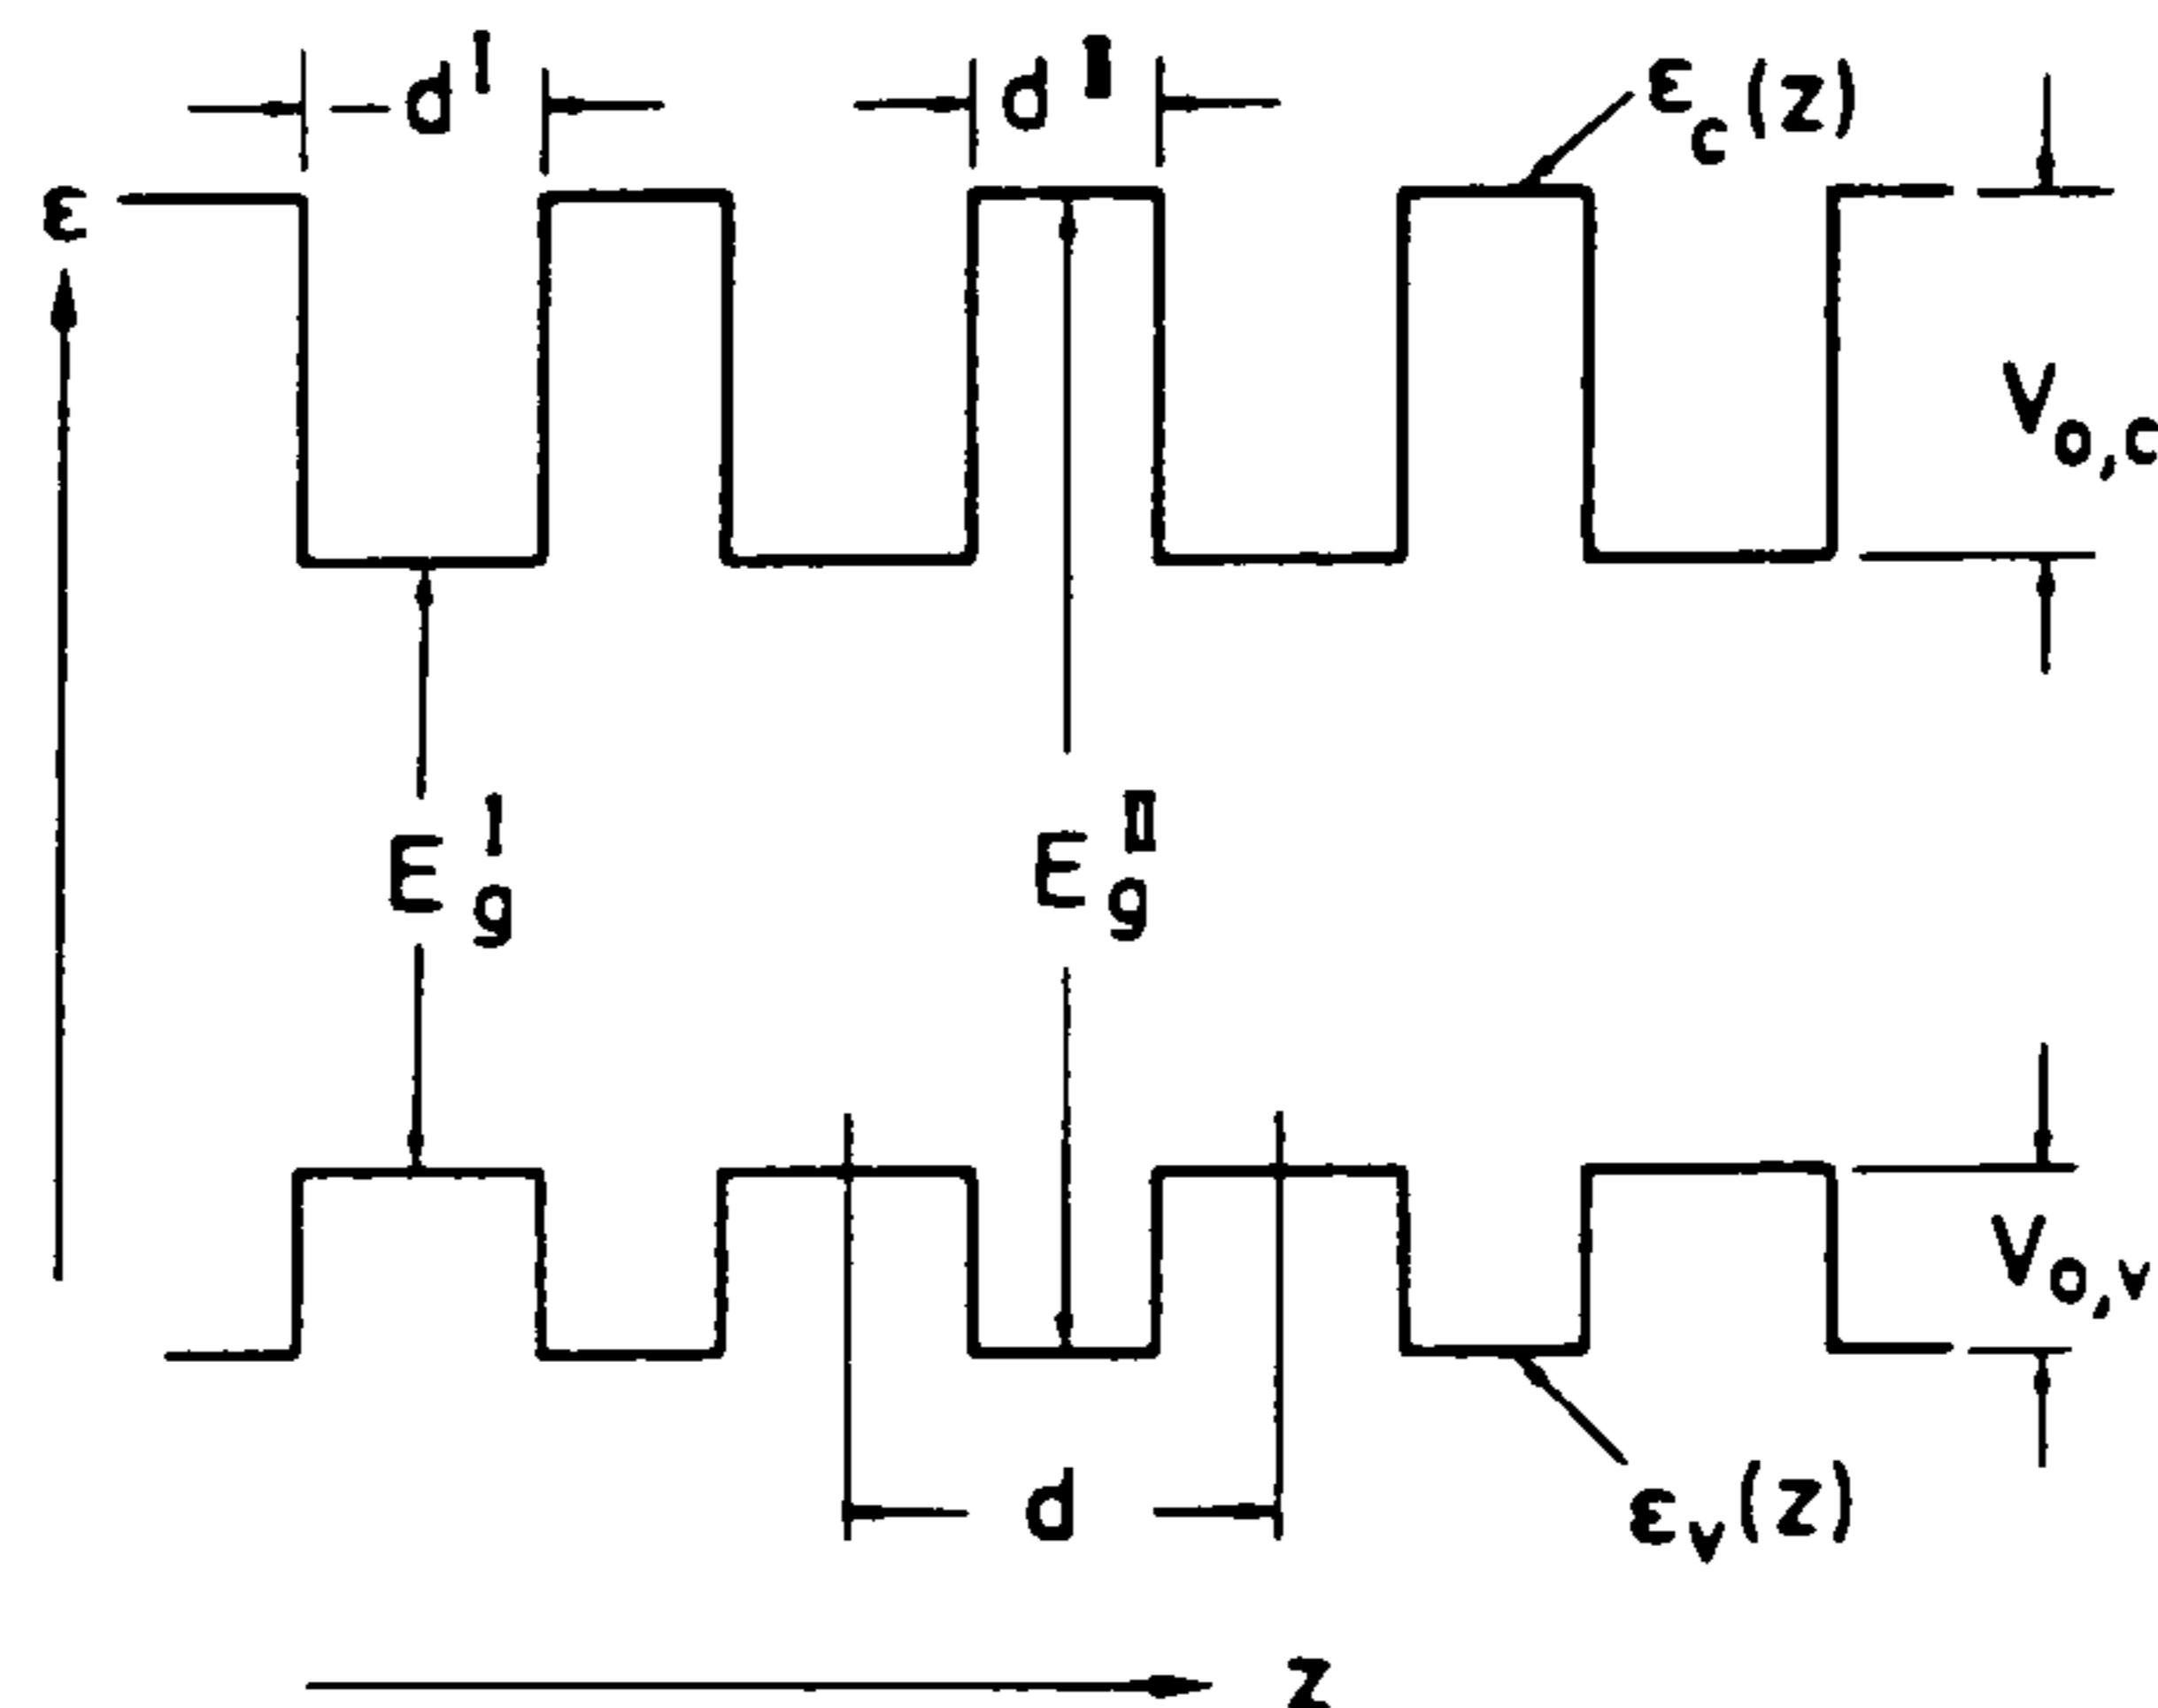 d^I
d^II
ε_c(z)
ε
V_o,c
E_g^I
E_g^II
V_o,v
d
ε_v(z)
z